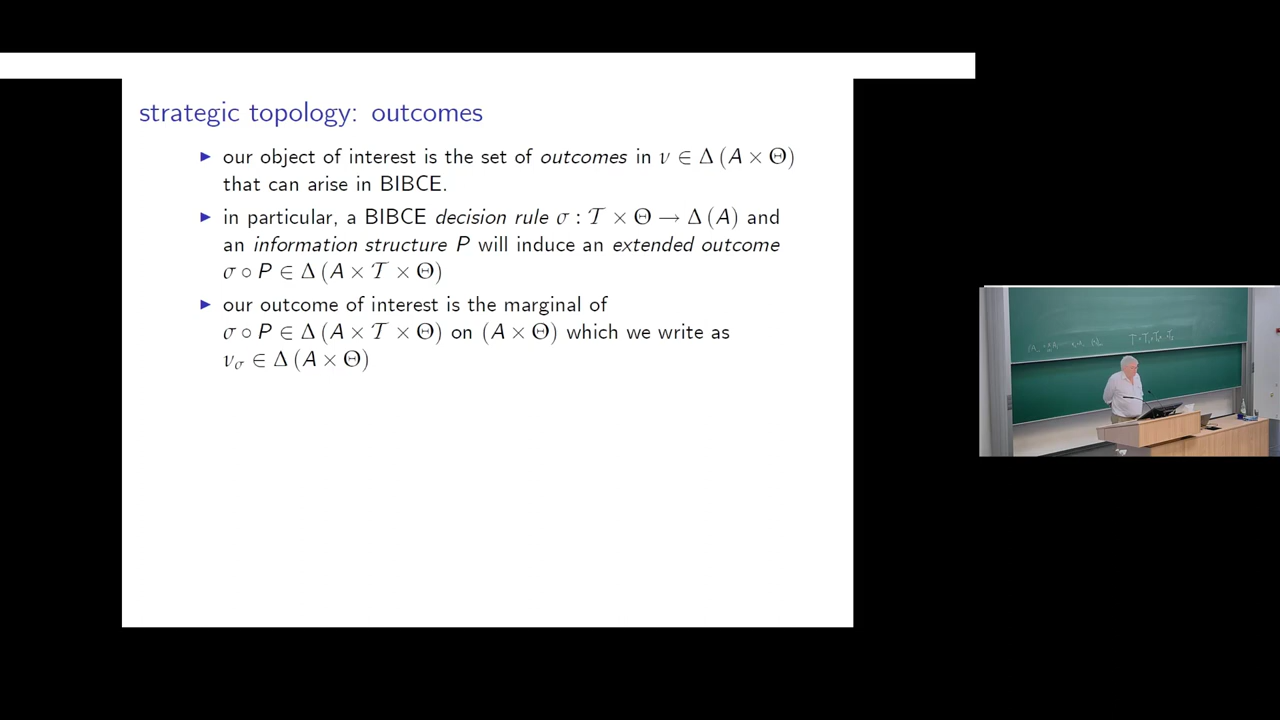 strategic topology: outcomes
▶ our object of interest is the set of outcomes in ν ∈ Δ (A × Θ)
that can arise in BIBCE.
▶ in particular, a BIBCE decision rule σ : T × Θ → Δ (A) and
an information structure P will induce an extended outcome
σ ∘ P ∈ Δ (A × T × Θ)
▶ our outcome of interest is the marginal of
σ ∘ P ∈ Δ (A × T × Θ) on (A × Θ) which we write as
ν_σ ∈ Δ (A × Θ)